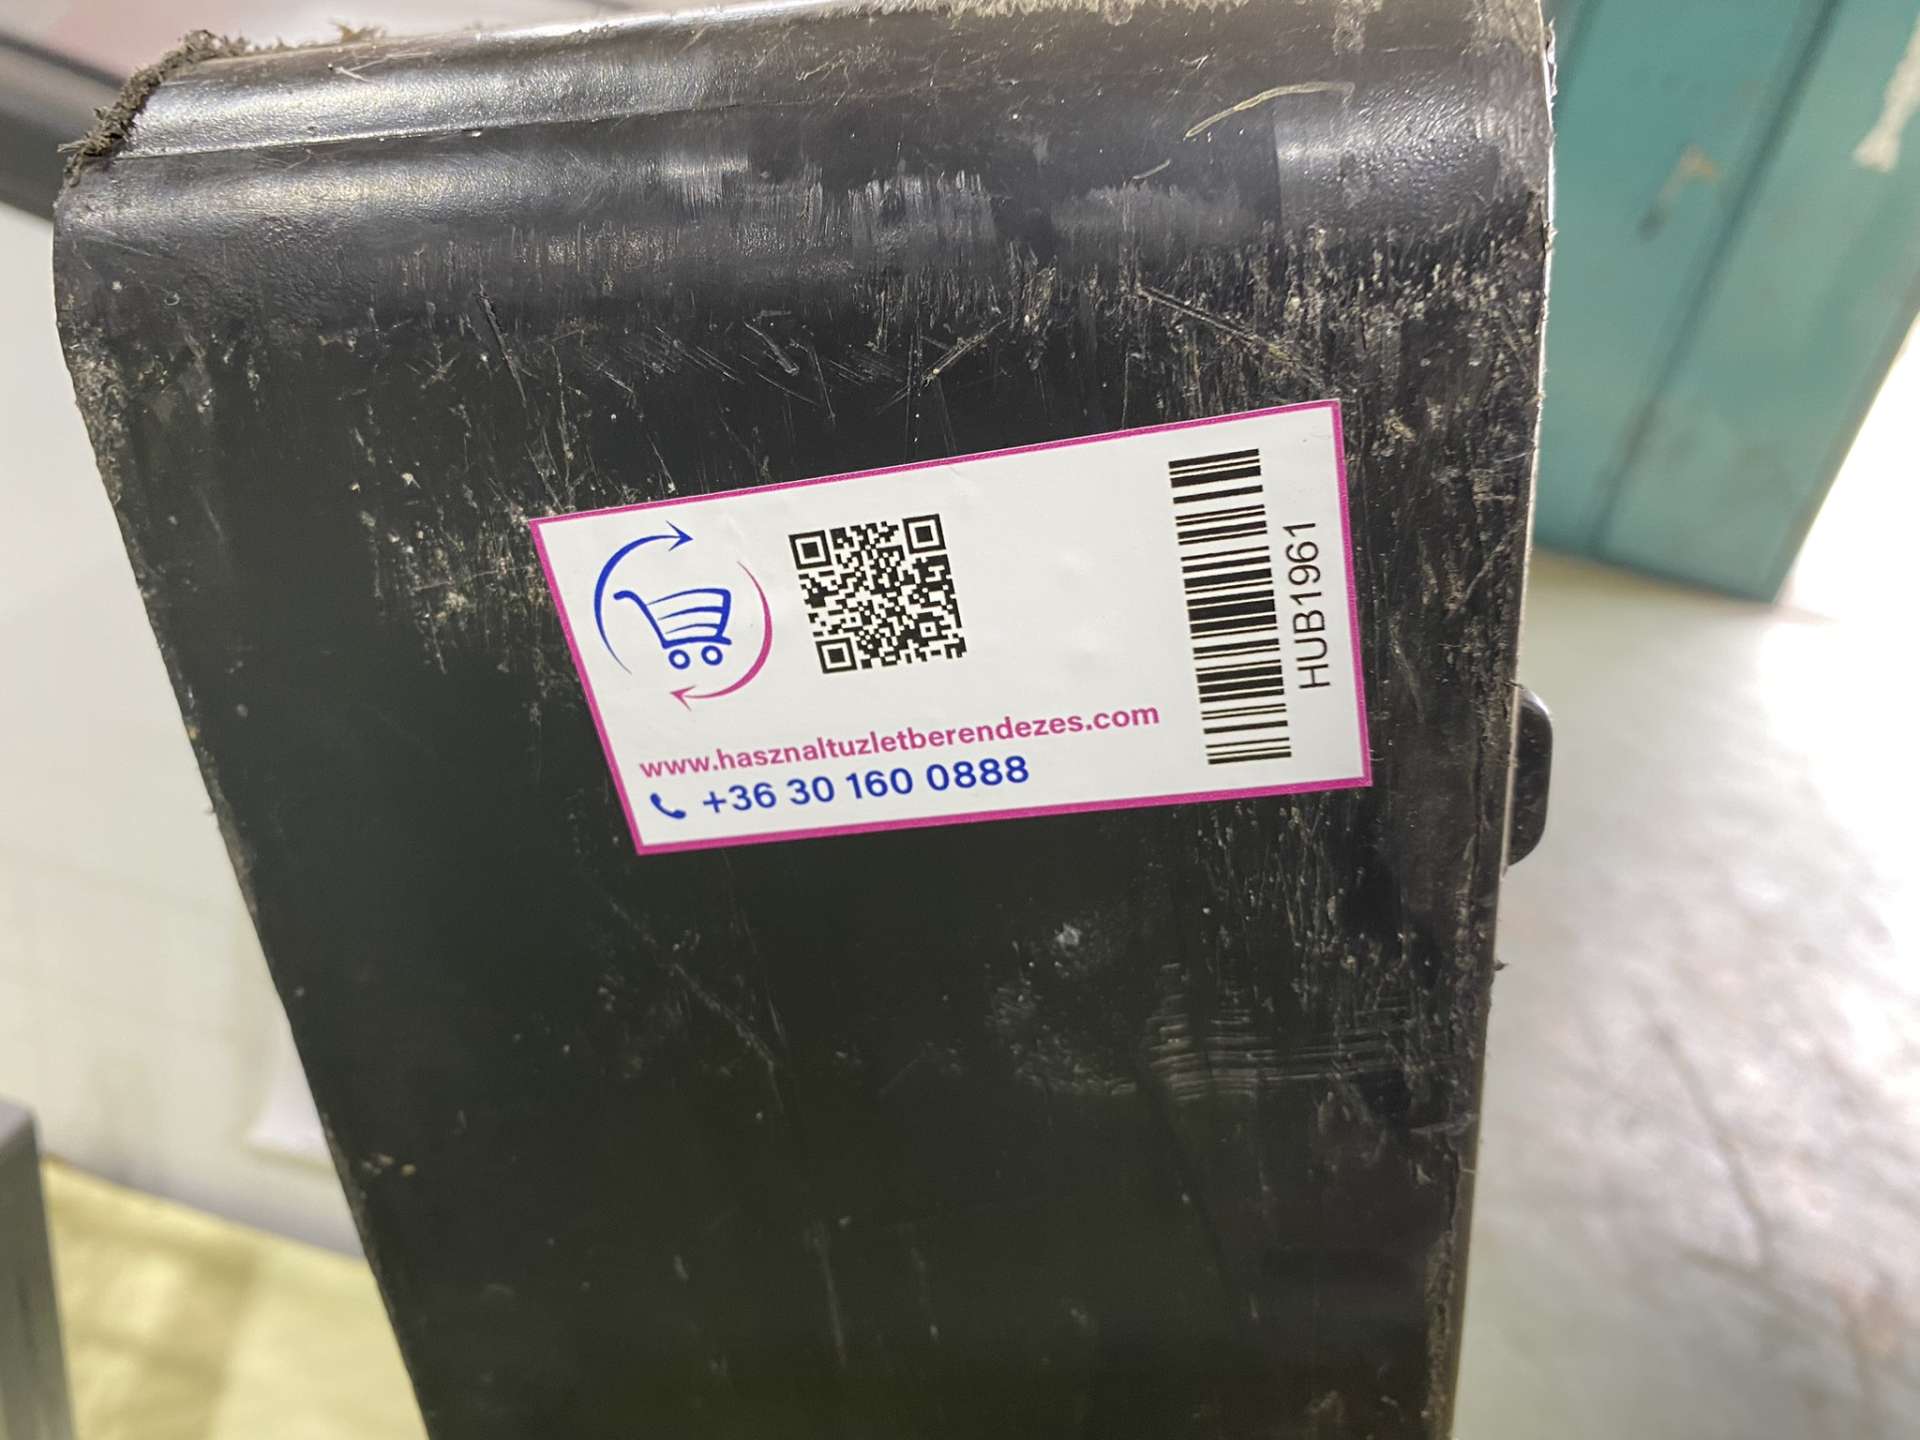 www.hasznaltuzletberendezes.com
+36 30 160 0888
HUB1961